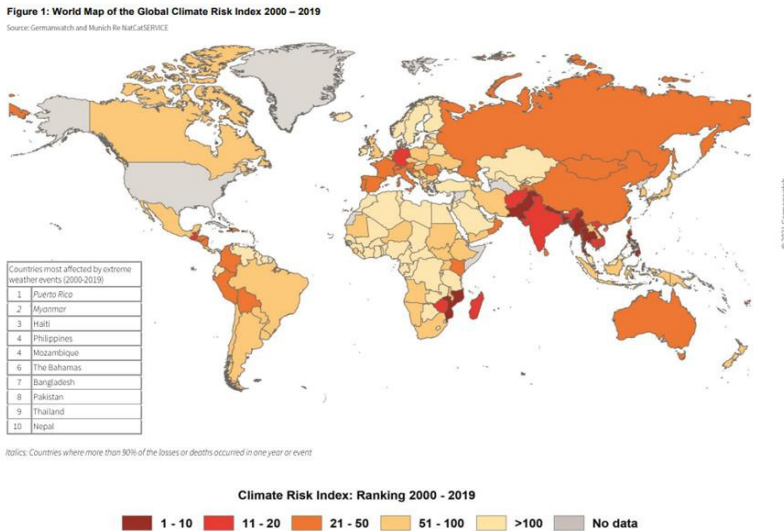 Figure 1: World Map of the Global Climate Risk Index 2000 – 2019
Source: Germanwatch and Munich Re NatCatSERVICE
Countries most affected by extreme
weather events (2000-2019)
1 Puerto Rico
2 Myanmar
3 Haiti
4 Philippines
4 Mozambique
6 The Bahamas
7 Bangladesh
8 Pakistan
9 Thailand
10 Nepal
Italics: Countries where more than 90% of the losses or deaths occurred in one year or event
Climate Risk Index: Ranking 2000 - 2019
1 - 10 11 - 20 21 - 50 51 - 100 >100 No data